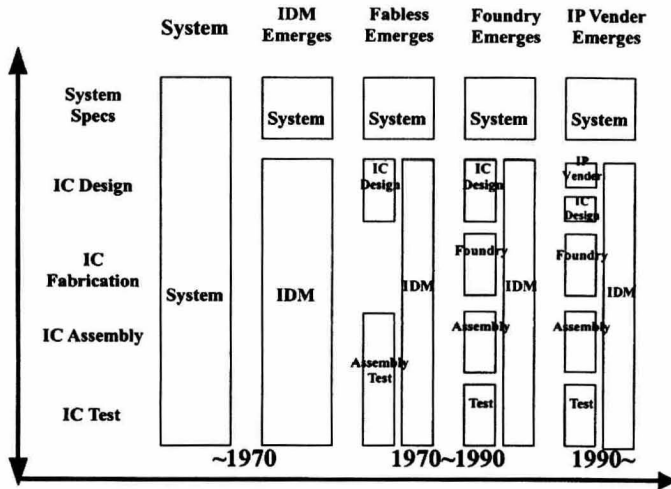 System
IDM
Emerges
Fabless
Emerges
Foundry
Emerges
IP Vender
Emerges
System
Specs
System
System
System
System
IC Design
IC
Design
IC
Design
IP
Vender
IC
Design
IC
Fabrication
System
IDM
IDM
Foundry
IDM
Foundry
IDM
IC Assembly
Assembly
Test
Assembly
Assembly
IC Test
Test
Test
~1970
1970~1990
1990~